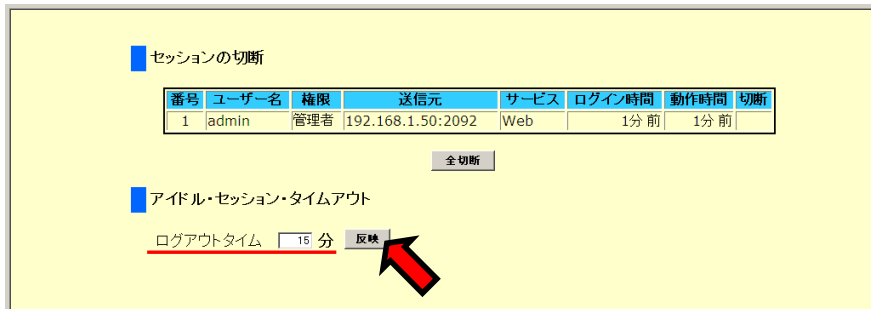 セッションの切断
番号 ユーザー名 権限 送信元 サービス ログイン時間 動作時間 切断
1 admin 管理者 192.168.1.50:2092 Web 1分 前 1分 前
全切断
アイドル・セッション・タイムアウト
ログアウトタイム 15 分 反映